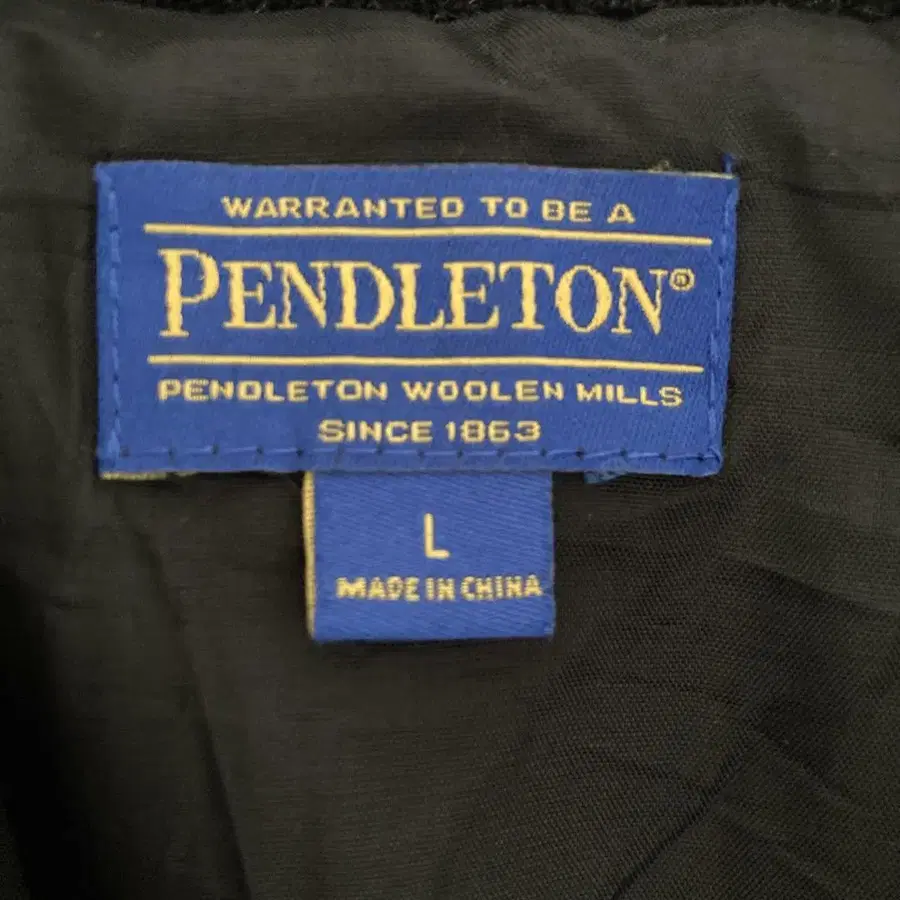 WARRANTED TO BE A
PENDLETON®
PENDLETON WOOLEN MILLS
SINCE 1863
L
MADE IN CHINA